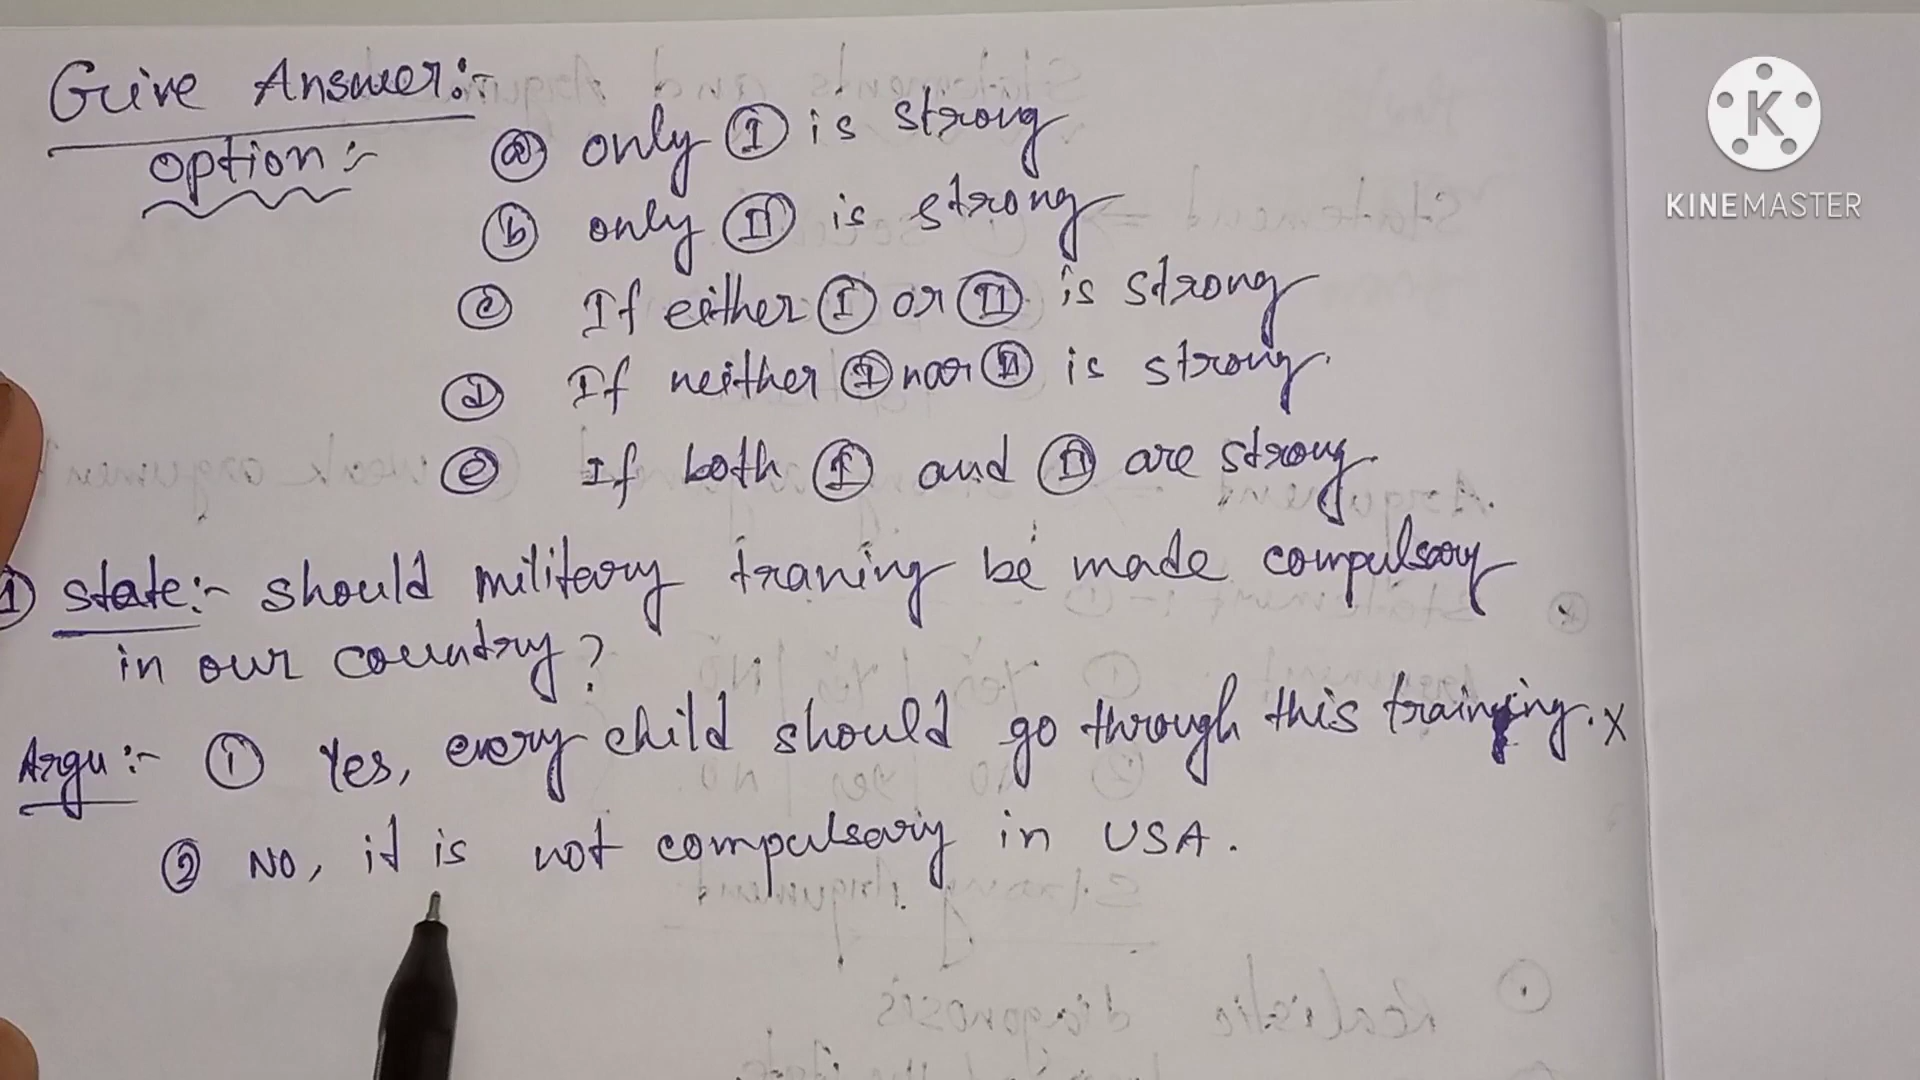 Give Answer:-
option:-
ⓐ only Ⓘ is strong
ⓑ only Ⓘⓘ is strong
ⓒ If either Ⓘ or Ⓘⓘ is strong
ⓓ If neither Ⓘ nor Ⓘⓘ is strong.
ⓔ If both Ⓘ and Ⓘⓘ are strong.
① state:- should military traning be made compulsary
in our country?
Argu:- ① Yes, every child should go through this training. x
② NO, it is not compulsary in USA.
K
KINEMASTER